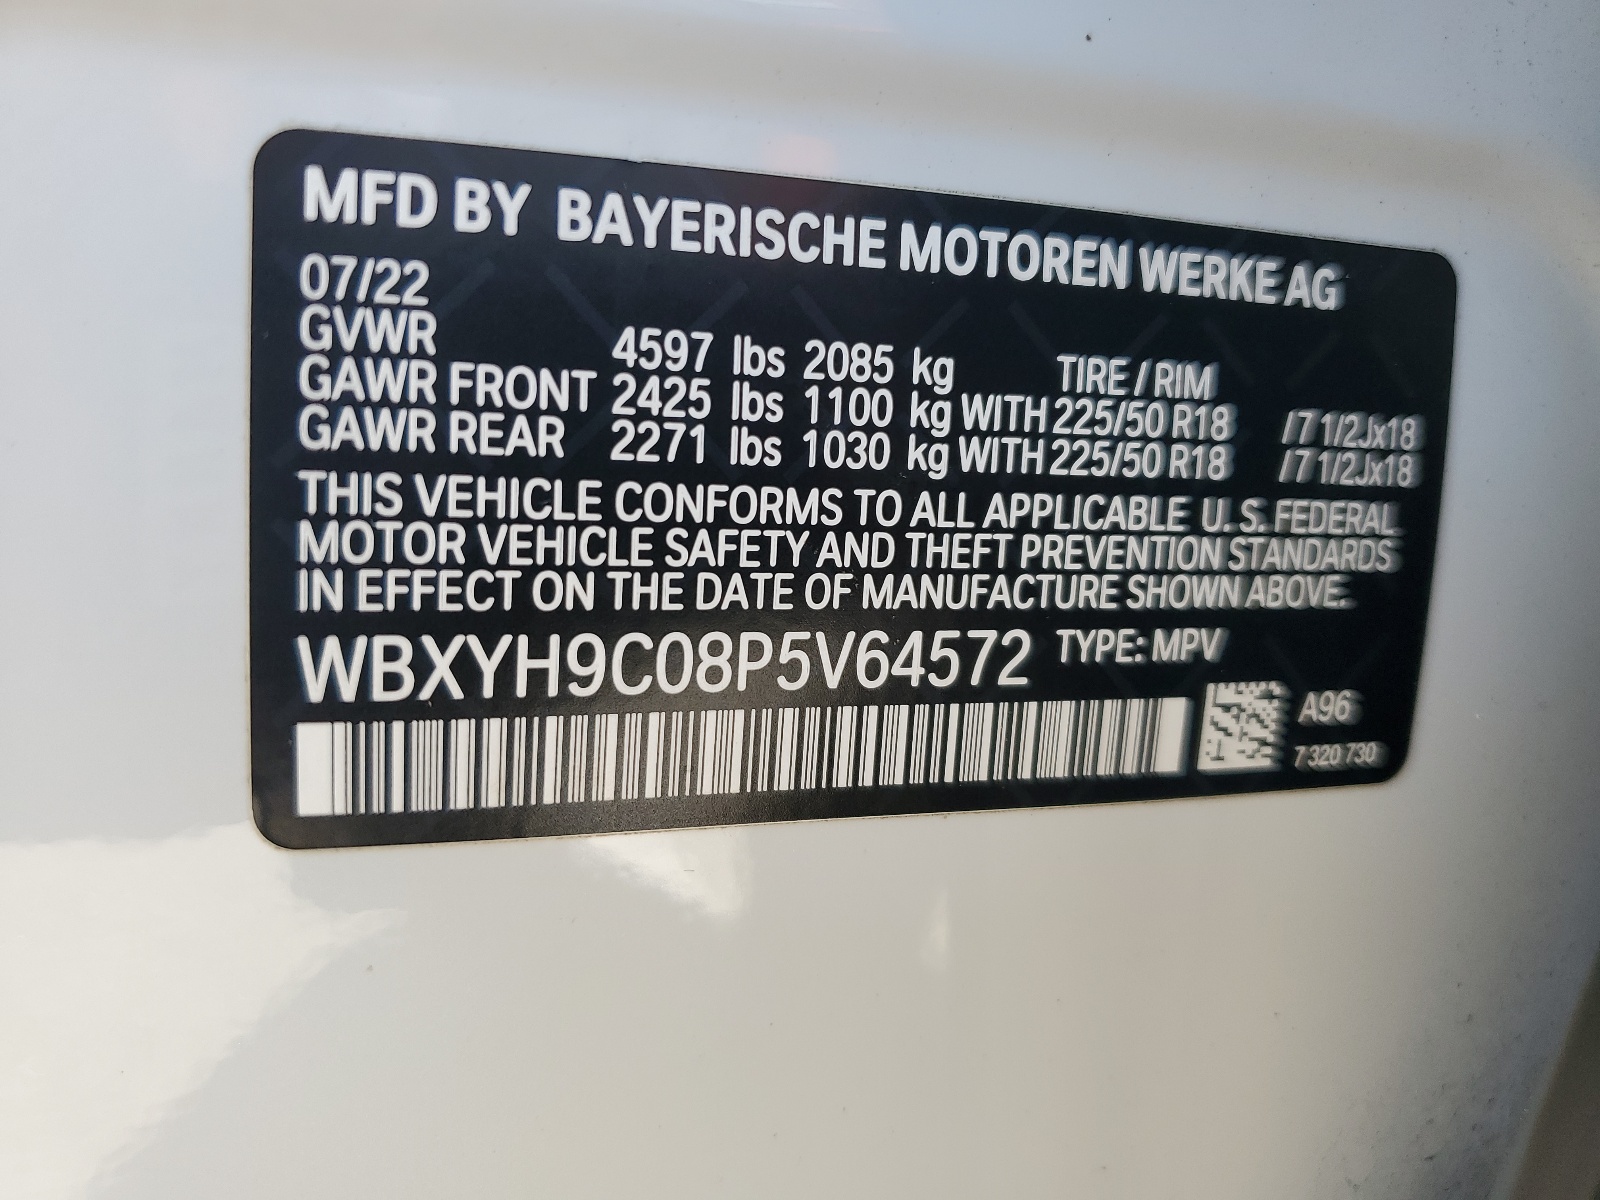 MFD BY BAYERISCHE MOTOREN WERKE AG
07/22
GVWR 4597 lbs 2085 kg TIRE / RIM
GAWR FRONT 2425 lbs 1100 kg WITH 225/50 R18 / 7 1/2Jx18
GAWR REAR 2271 lbs 1030 kg WITH 225/50 R18 / 7 1/2Jx18
THIS VEHICLE CONFORMS TO ALL APPLICABLE U. S. FEDERAL
MOTOR VEHICLE SAFETY AND THEFT PREVENTION STANDARDS
IN EFFECT ON THE DATE OF MANUFACTURE SHOWN ABOVE.
WBXYH9C08P5V64572 TYPE: MPV
A96
7 320 730